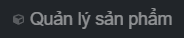 Quản lý sản phẩm